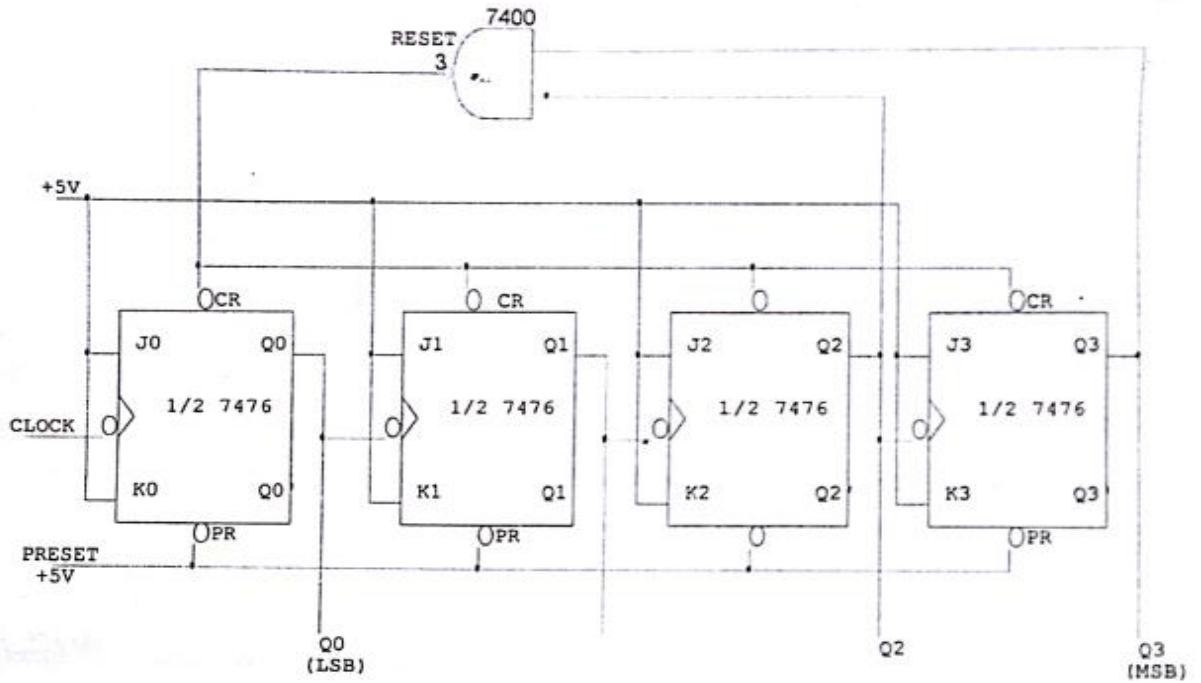 7400
RESET
3
+5V
CR
CR
CR
J0 Q0
J1 Q1
J2 Q2
J3 Q3
1/2 7476
1/2 7476
1/2 7476
1/2 7476
CLOCK
K0 Q0
K1 Q1
K2 Q2
K3 Q3
PR
PR
PR
PRESET
+5V
Q0
(LSB)
Q2
Q3
(MSB)